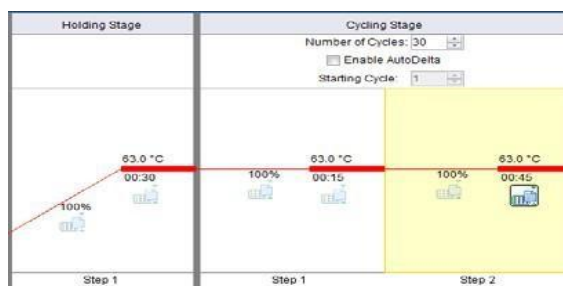 Holding Stage
Cycling Stage
Number of Cycles: 30
Enable AutoDelta
Starting Cycle: 1
63.0 °C
00:30
100%
63.0 °C
00:15
100%
63.0 °C
00:45
100%
Step 1
Step 1
Step 2